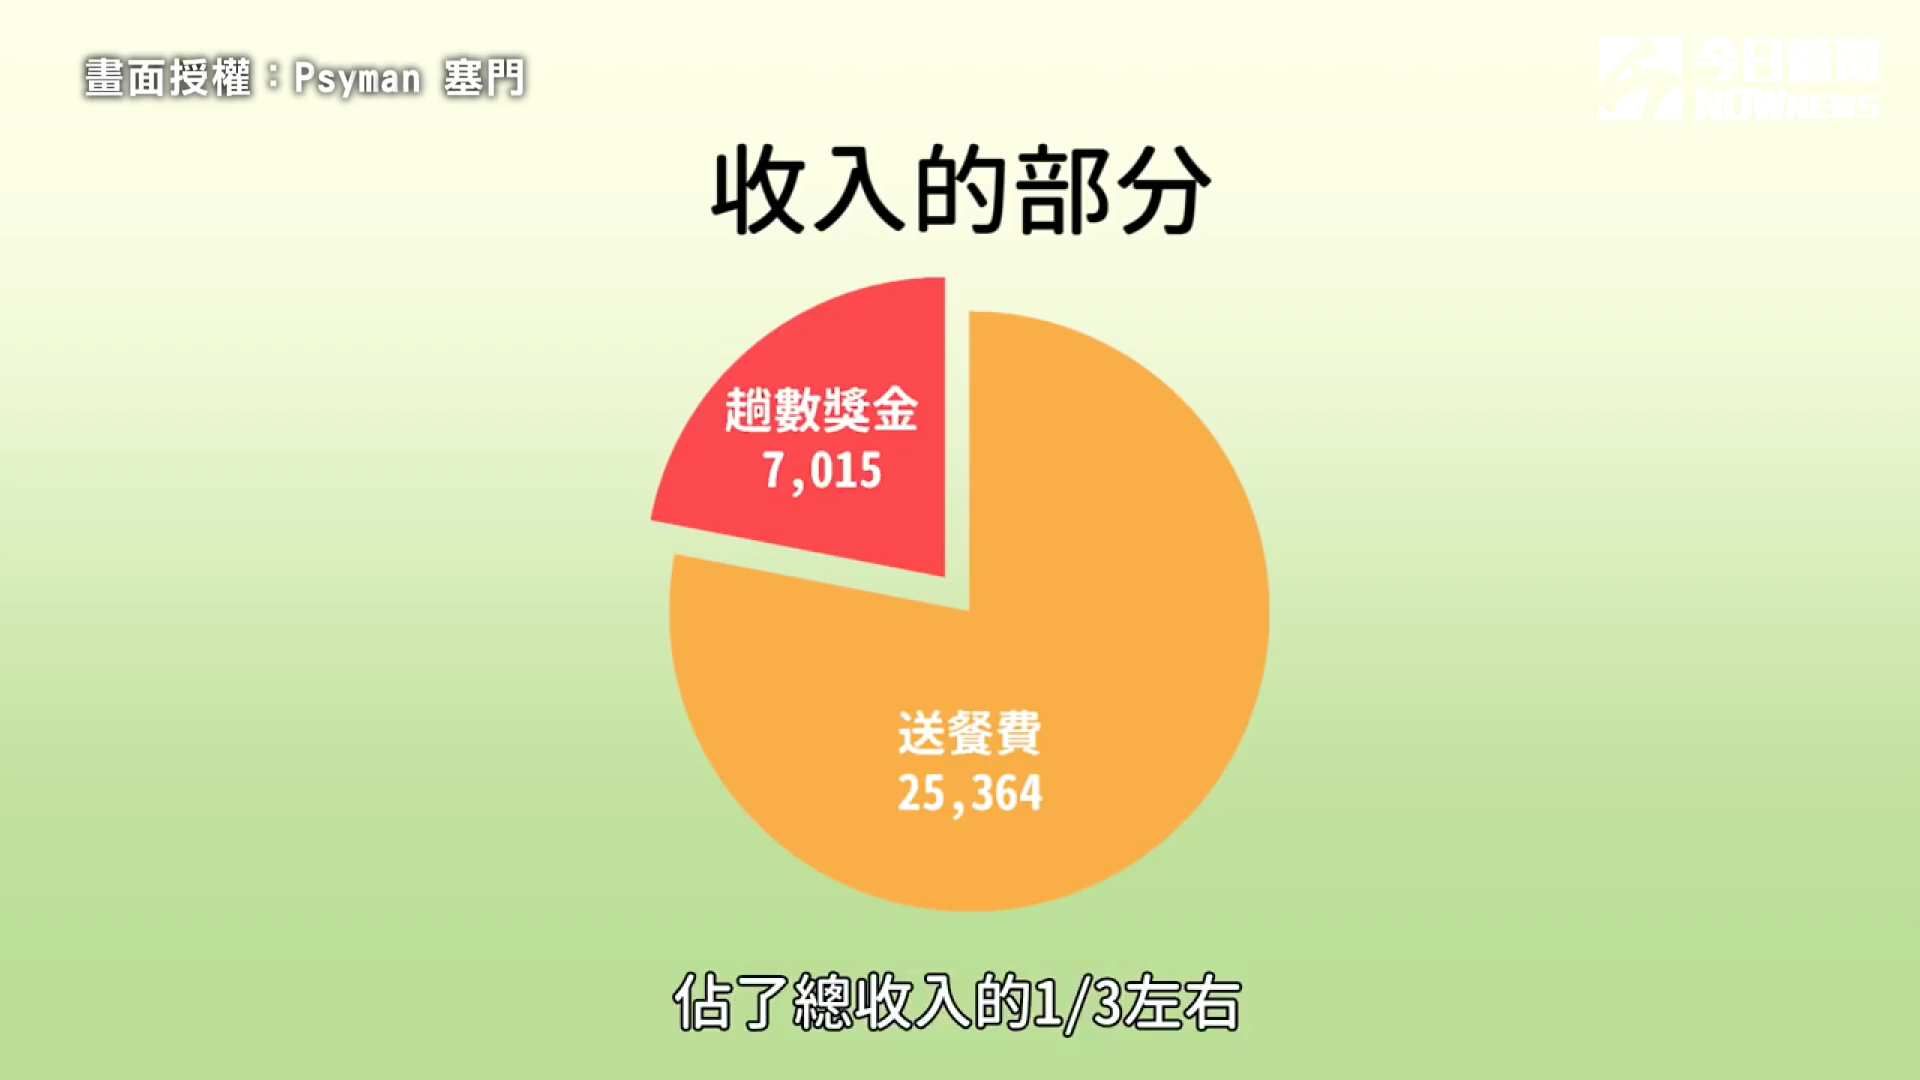 畫面授權：Psyman 塞門
今日新聞
NOWNEWS
收入的部分
趟數獎金
7,015
送餐費
25,364
佔了總收入的1/3左右